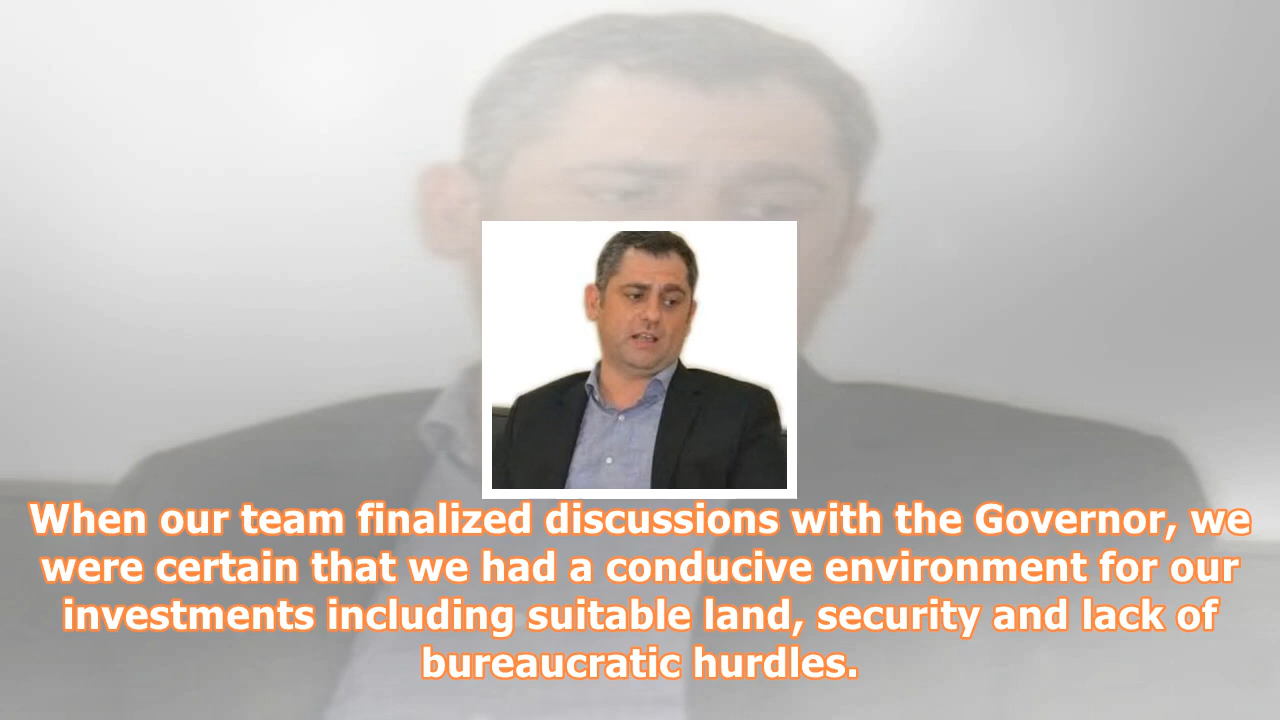 When our team finalized discussions with the Governor, we
were certain that we had a conducive environment for our
investments including suitable land, security and lack of
bureaucratic hurdles.